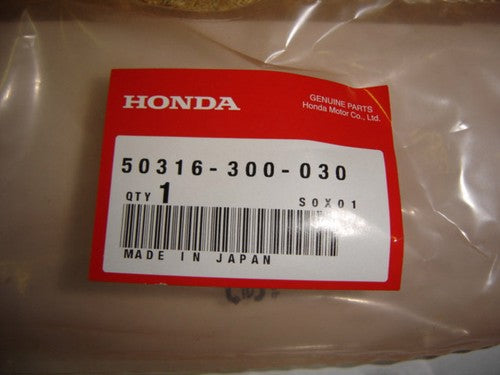 HONDA
GENUINE PARTS
Honda Motor Co., Ltd.
50316-300-030
QTY 1
S0X01
MADE IN JAPAN